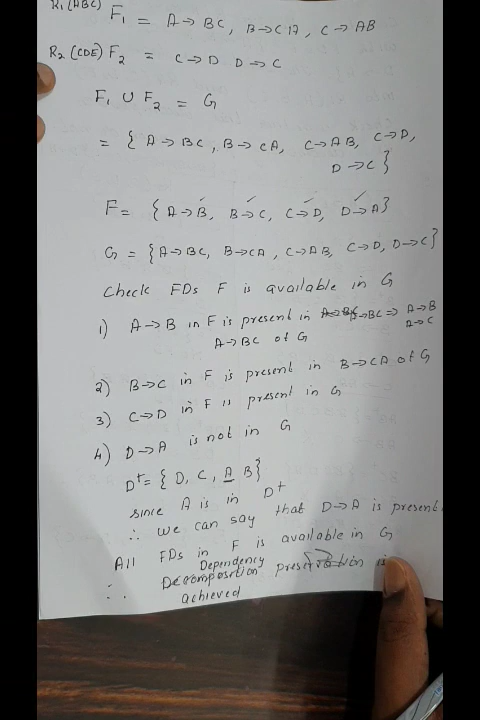 R1 (ABC) F1 = A→BC, B→CA, C→AB
R2 (CDE) F2 = C→D D→C
F1 ∪ F2 = G
= { A→BC, B→CA, C→AB, C→D,
D→C }
F = { A→B, B→C, C→D, D→A }
G = { A→BC, B→CA, C→AB, C→D, D→C }
Check FDs F is available in G
1) A→B in F is present in A→BC ⇒ A→B
A→C
A→BC of G
2) B→C in F is present in B→CA of G
3) C→D in F is present in G
4) D→A is not in G
D+ = { D, C, A B }
since A is in D+
∴ we can say that D→A is present
All FDs in F is available in G
Dependency
∴ Decomposition preservation is
achieved